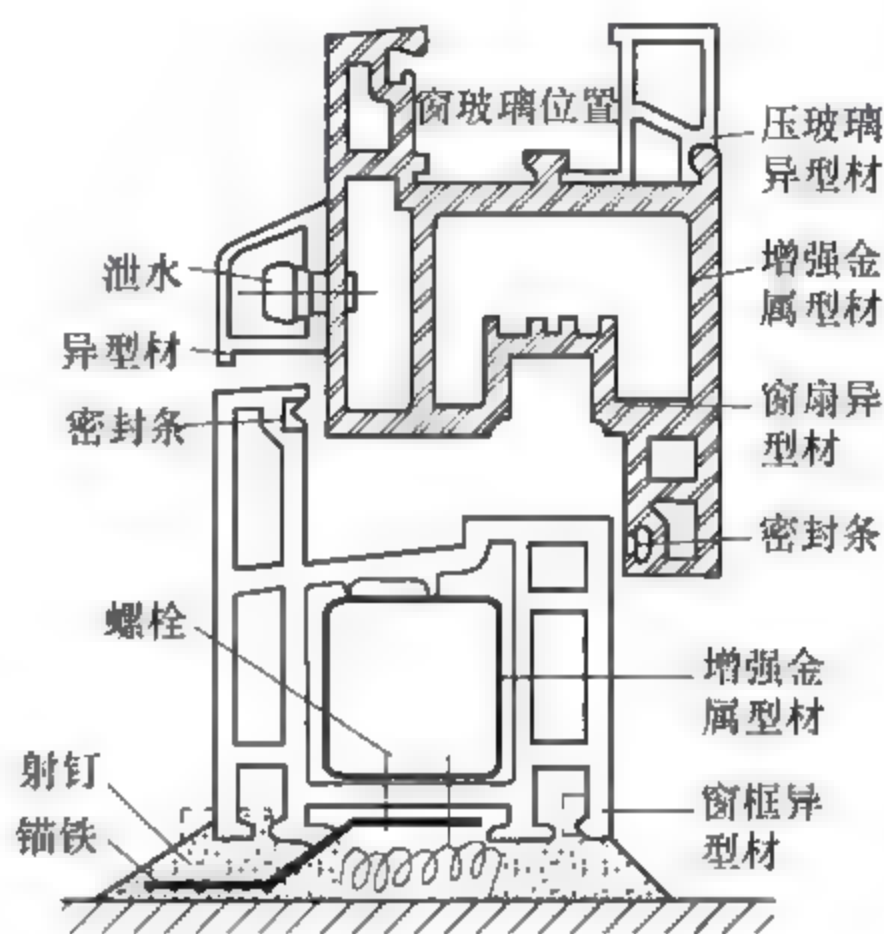 窗玻璃位置
压玻璃
异型材
泄水
增强金
属型材
异型材
密封条
窗扇异
型材
密封条
螺栓
增强金
属型材
射钉
锚铁
窗框异
型材